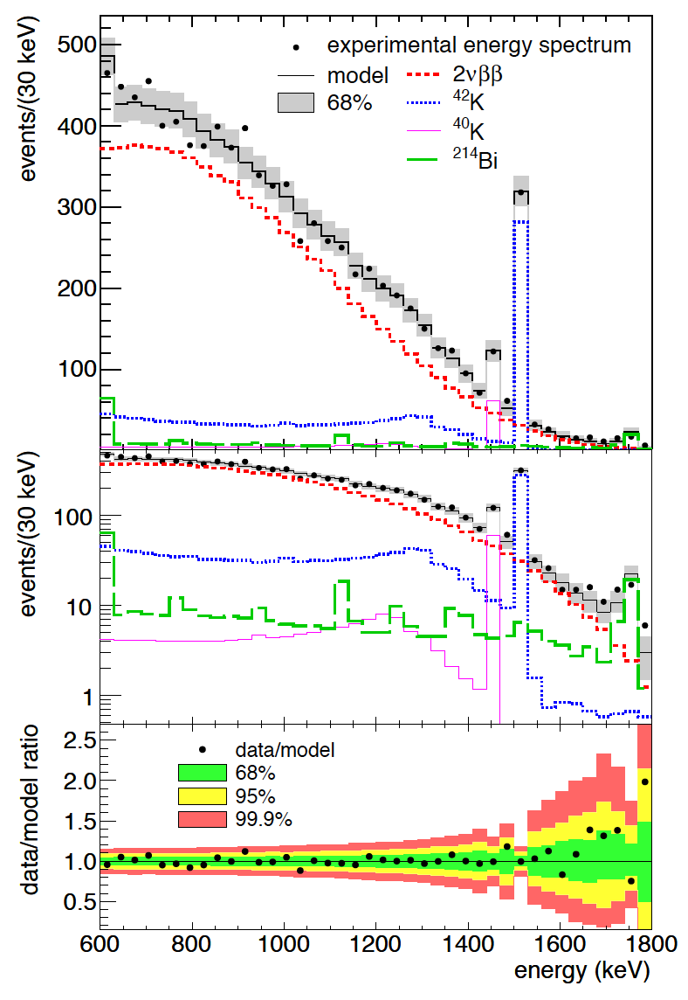 events/(30 keV)
500
400
300
200
100
experimental energy spectrum
model
68%
2νββ
⁴²K
⁴⁰K
²¹⁴Bi
events/(30 keV)
100
10
1
data/model ratio
2.5
2.0
1.5
1.0
0.5
data/model
68%
95%
99.9%
600 800 1000 1200 1400 1600 1800
energy (keV)